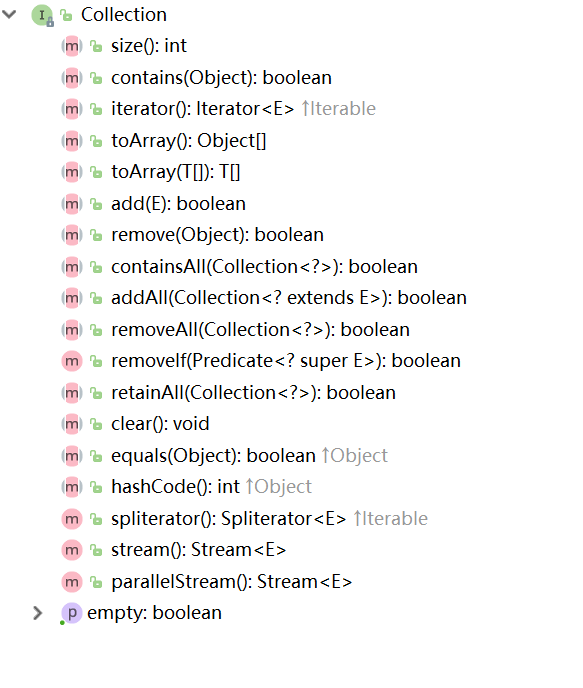 Collection
size(): int
contains(Object): boolean
iterator(): Iterator<E> ↑Iterable
toArray(): Object[]
toArray(T[]): T[]
add(E): boolean
remove(Object): boolean
containsAll(Collection<?>): boolean
addAll(Collection<? extends E>): boolean
removeAll(Collection<?>): boolean
removeIf(Predicate<? super E>): boolean
retainAll(Collection<?>): boolean
clear(): void
equals(Object): boolean ↑Object
hashCode(): int ↑Object
spliterator(): Spliterator<E> ↑Iterable
stream(): Stream<E>
parallelStream(): Stream<E>
empty: boolean